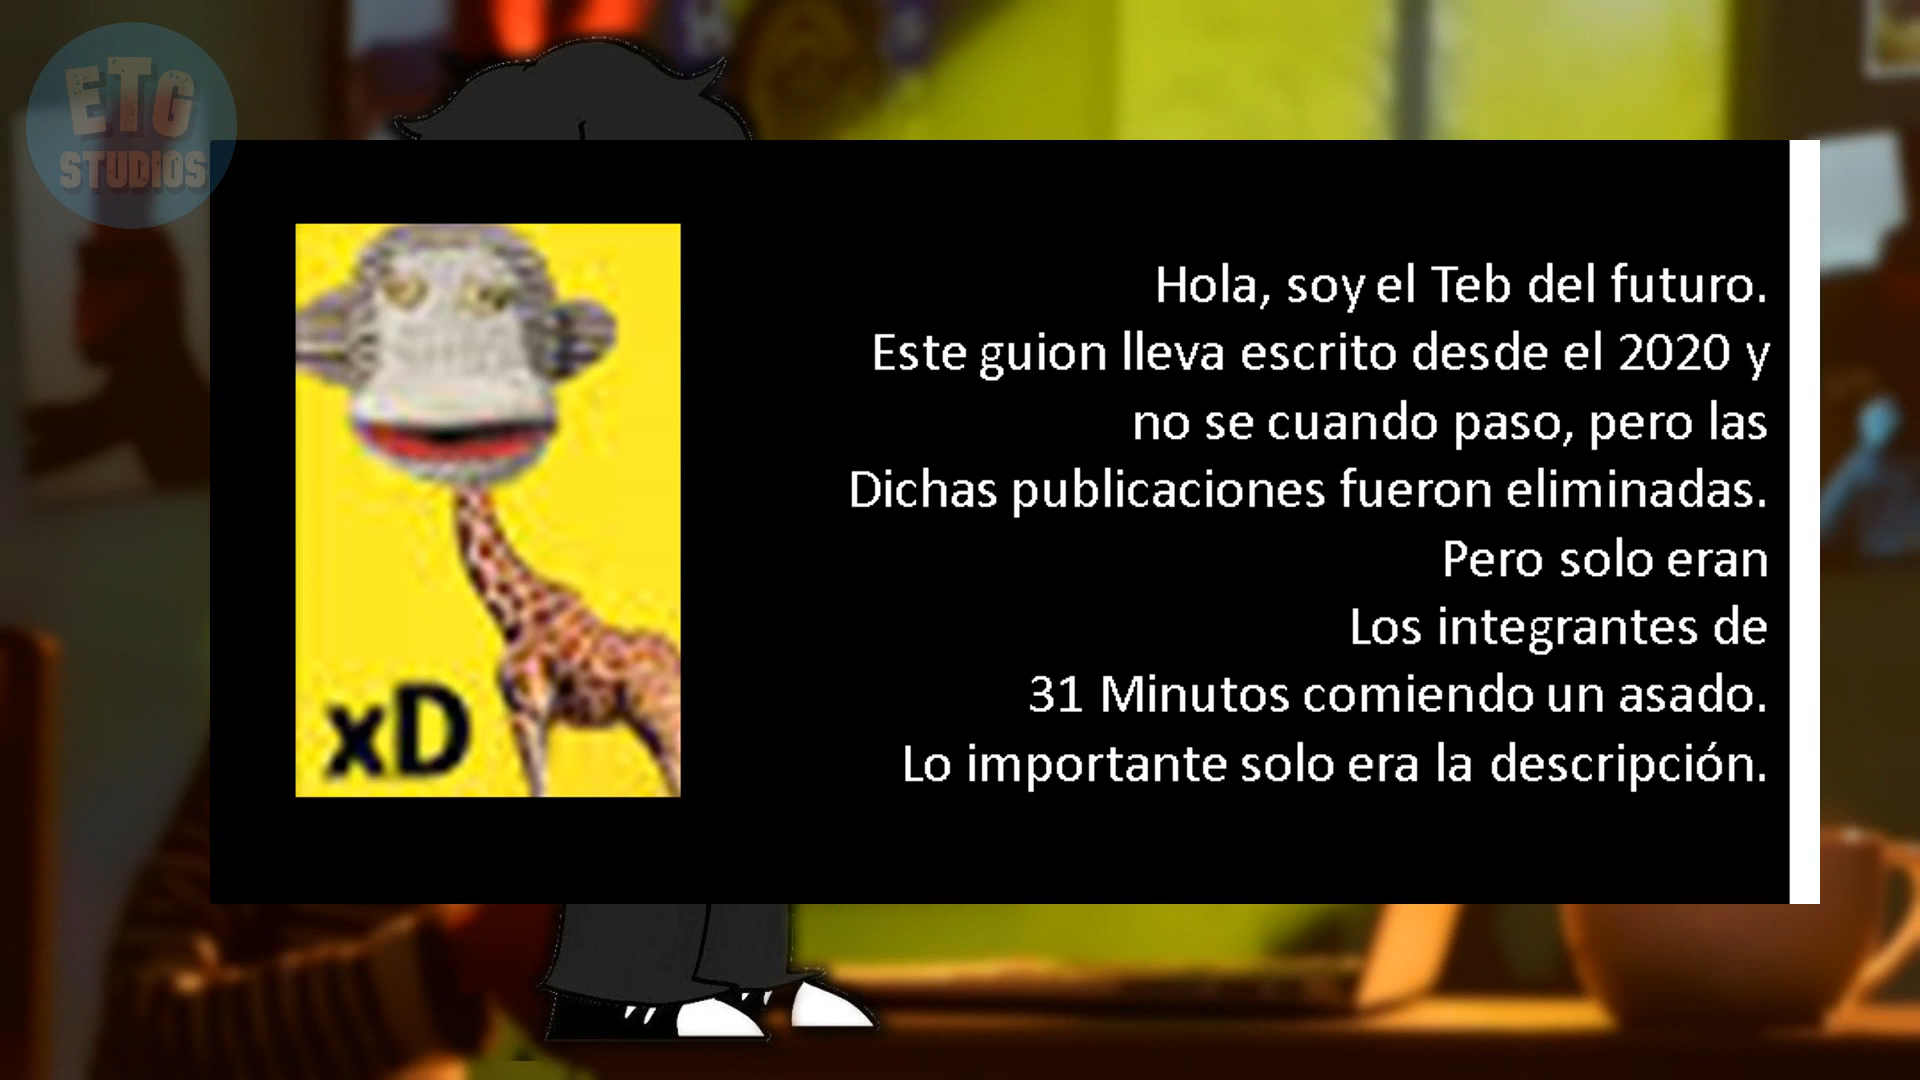 ETG
STUDIOS
Hola, soy el Teb del futuro.
Este guion lleva escrito desde el 2020 y
no se cuando paso, pero las
Dichas publicaciones fueron eliminadas.
Pero solo eran
Los integrantes de
31 Minutos comiendo un asado.
Lo importante solo era la descripción.
xD